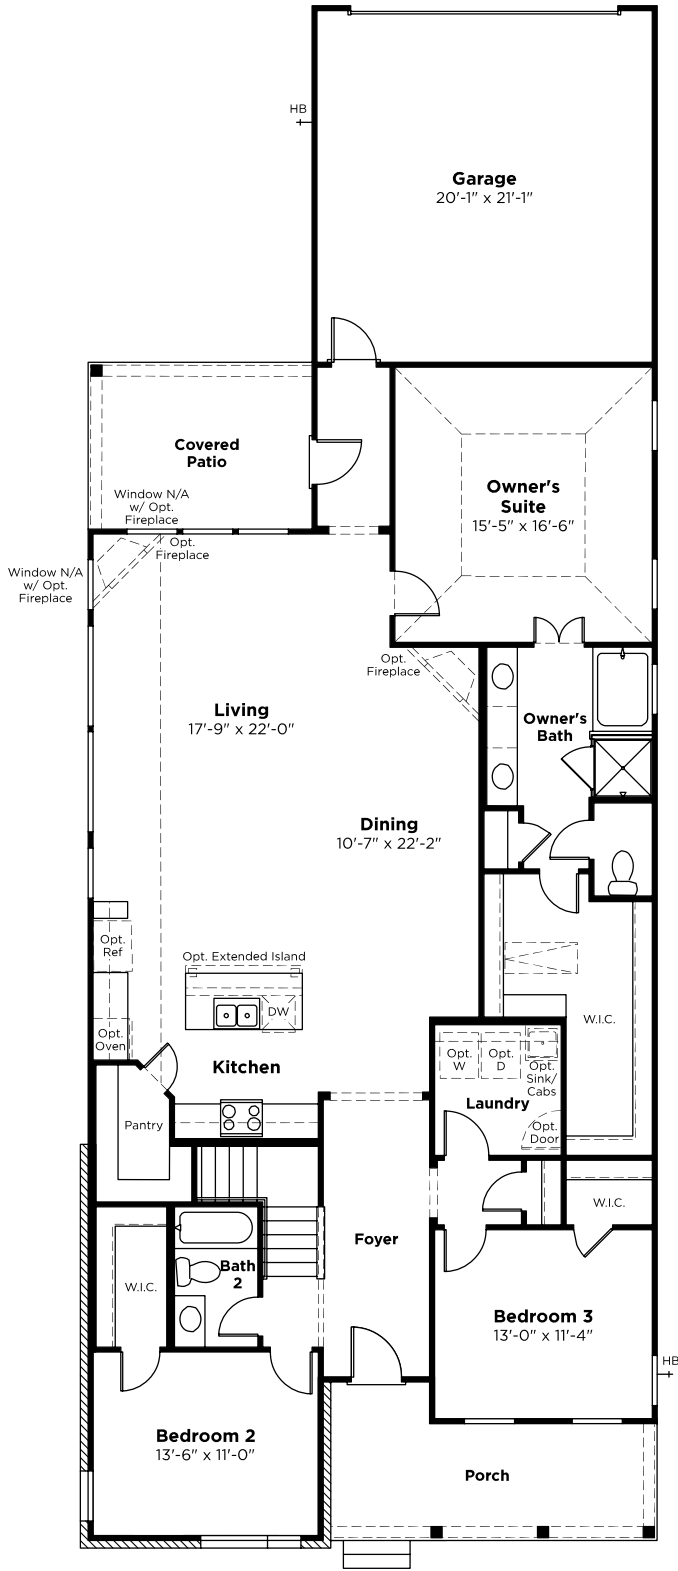 HB
Garage
20'-1" x 21'-1"
Covered
Patio
Owner's
Suite
15'-5" x 16'-6"
Window N/A
w/ Opt.
Fireplace
Opt.
Fireplace
Window N/A
w/ Opt.
Fireplace
Opt.
Fireplace
Living
17'-9" x 22'-0"
Owner's
Bath
Dining
10'-7" x 22'-2"
Opt.
Ref
Opt. Extended Island
DW
W.I.C.
Opt.
Oven
Kitchen
Opt.
W
Opt.
D
Opt.
Sink/
Cabs
Laundry
Pantry
Opt.
Door
W.I.C.
Foyer
Bath
2
W.I.C.
Bedroom 3
13'-0" x 11'-4"
HB
Bedroom 2
13'-6" x 11'-0"
Porch